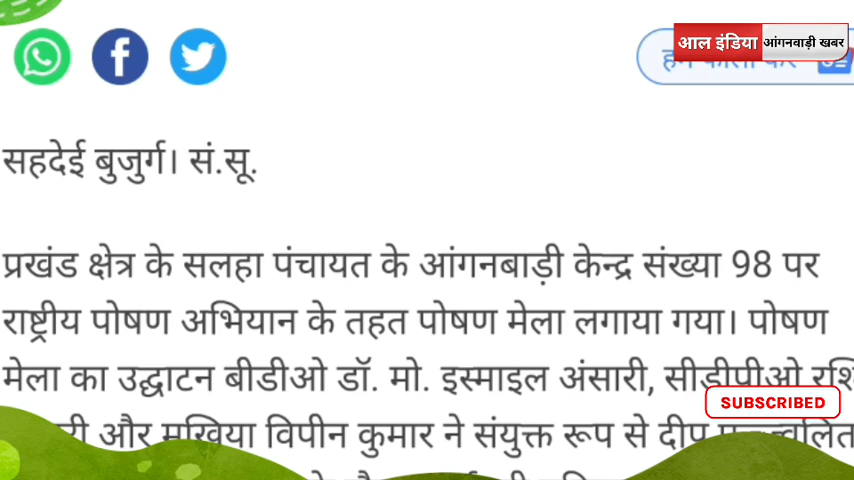 आल इंडिया आंगनवाड़ी खबर
सहदेई बुजुर्ग। सं.सू.
प्रखंड क्षेत्र के सलहा पंचायत के आंगनबाड़ी केन्द्र संख्या 98 पर
राष्ट्रीय पोषण अभियान के तहत पोषण मेला लगाया गया। पोषण
मेला का उद्घाटन बीडीओ डॉ. मो. इस्माइल अंसारी, सीडीपीओ
SUBSCRIBED
और मुखिया विपीन कुमार ने संयुक्त रूप से दीप